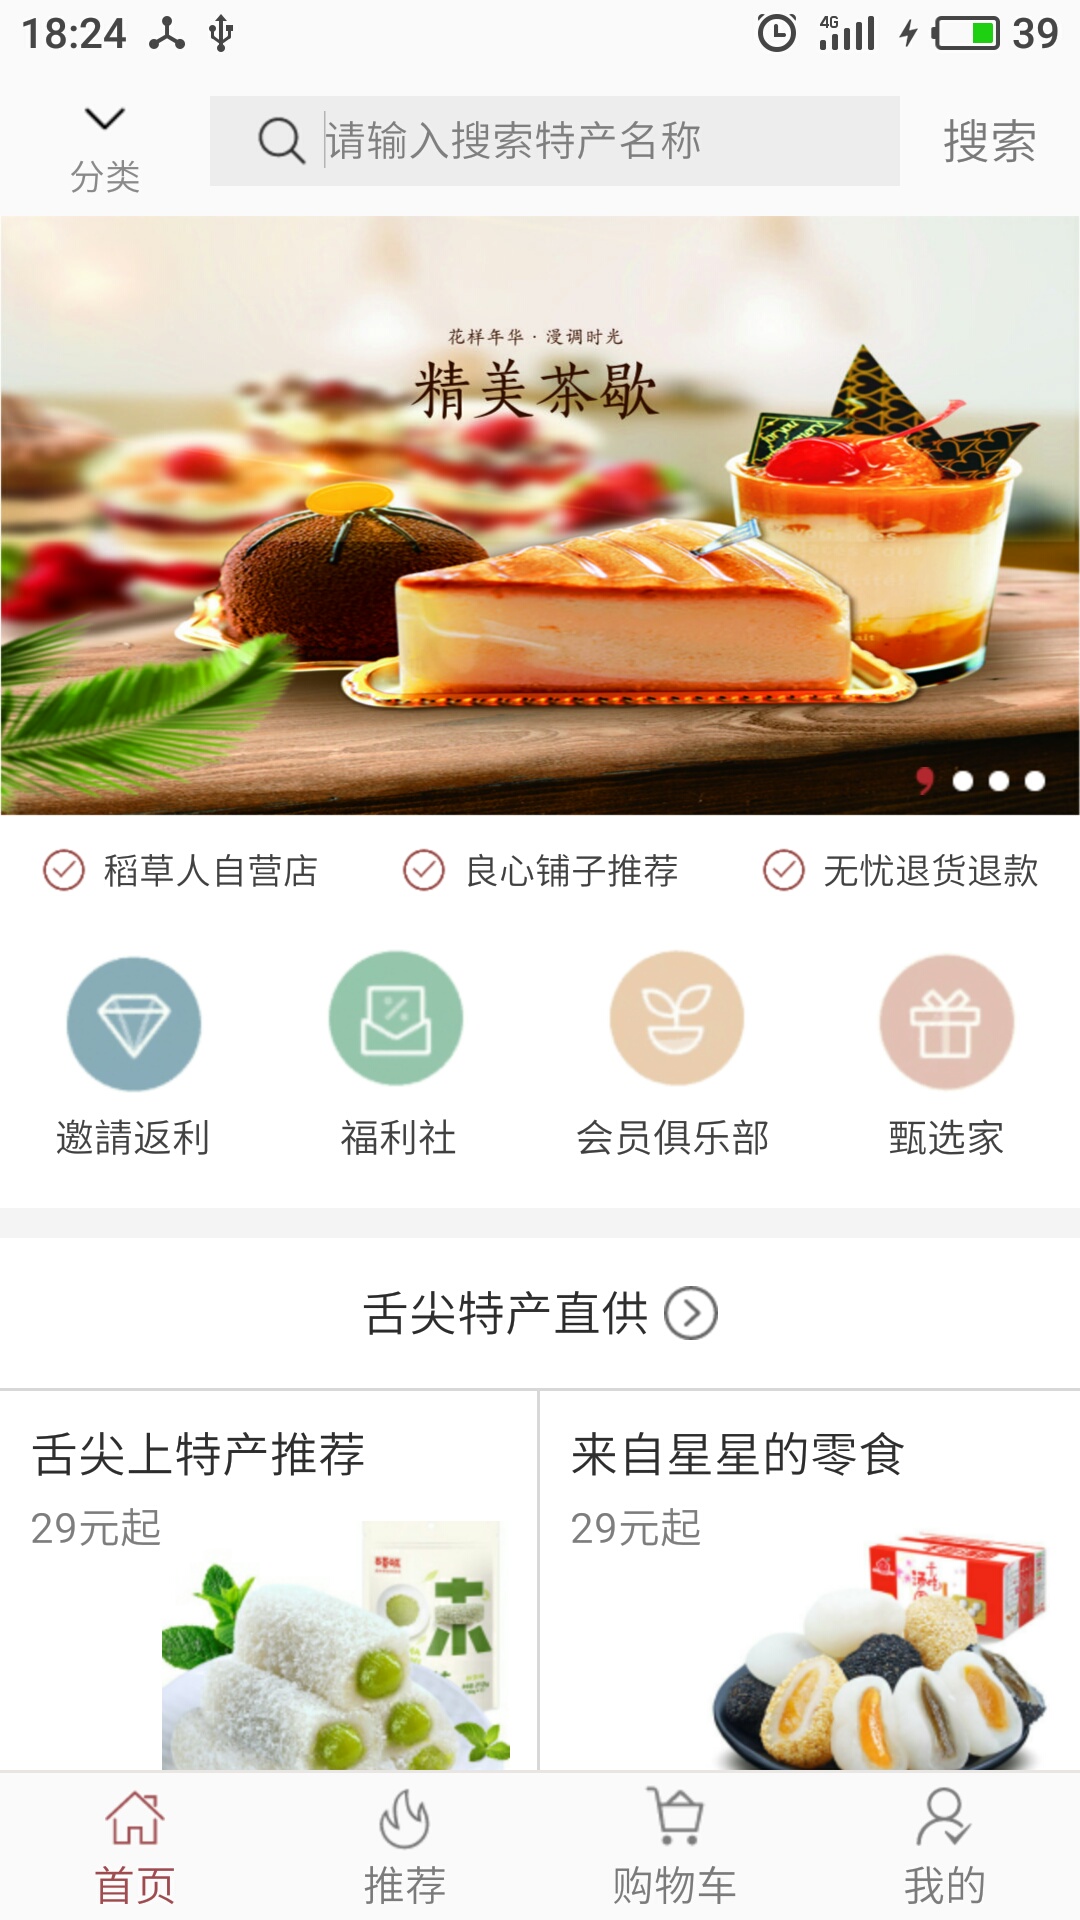 18:24 4G 39
分类
请输入搜索特产名称
搜索
花样年华·漫调时光
精美茶歇
稻草人自营店 良心铺子推荐 无忧退货退款
邀請返利 福利社 会员俱乐部 甄选家
舌尖特产直供
舌尖上特产推荐
29元起
来自星星的零食
29元起
首页 推荐 购物车 我的